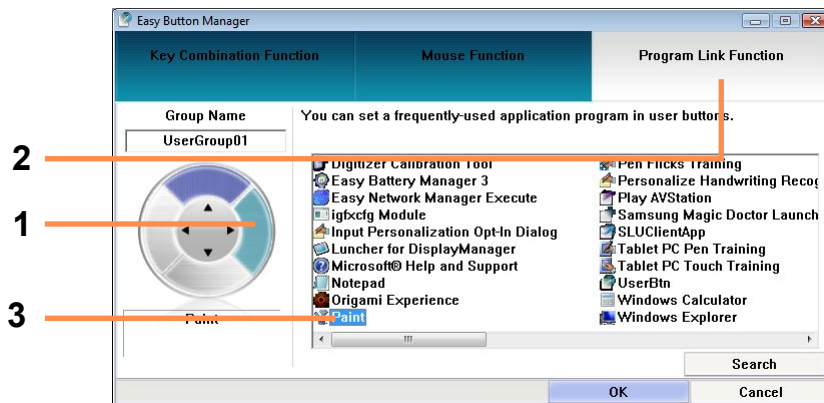 Easy Button Manager
Key Combination Function
Mouse Function
Program Link Function
Group Name
UserGroup01
You can set a frequently-used application program in user buttons.
2
1
3
Digitizer Calibration Tool
Easy Battery Manager 3
Easy Network Manager Execute
igfxcfg Module
Input Personalization Opt-In Dialog
Luncher for DisplayManager
Microsoft® Help and Support
Notepad
Origami Experience
Paint
Pen Flicks Training
Personalize Handwriting Recog
Play AVStation
Samsung Magic Doctor Launch
SLUClientApp
Tablet PC Pen Training
Tablet PC Touch Training
UserBtn
Windows Calculator
Windows Explorer
Paint
Search
OK
Cancel